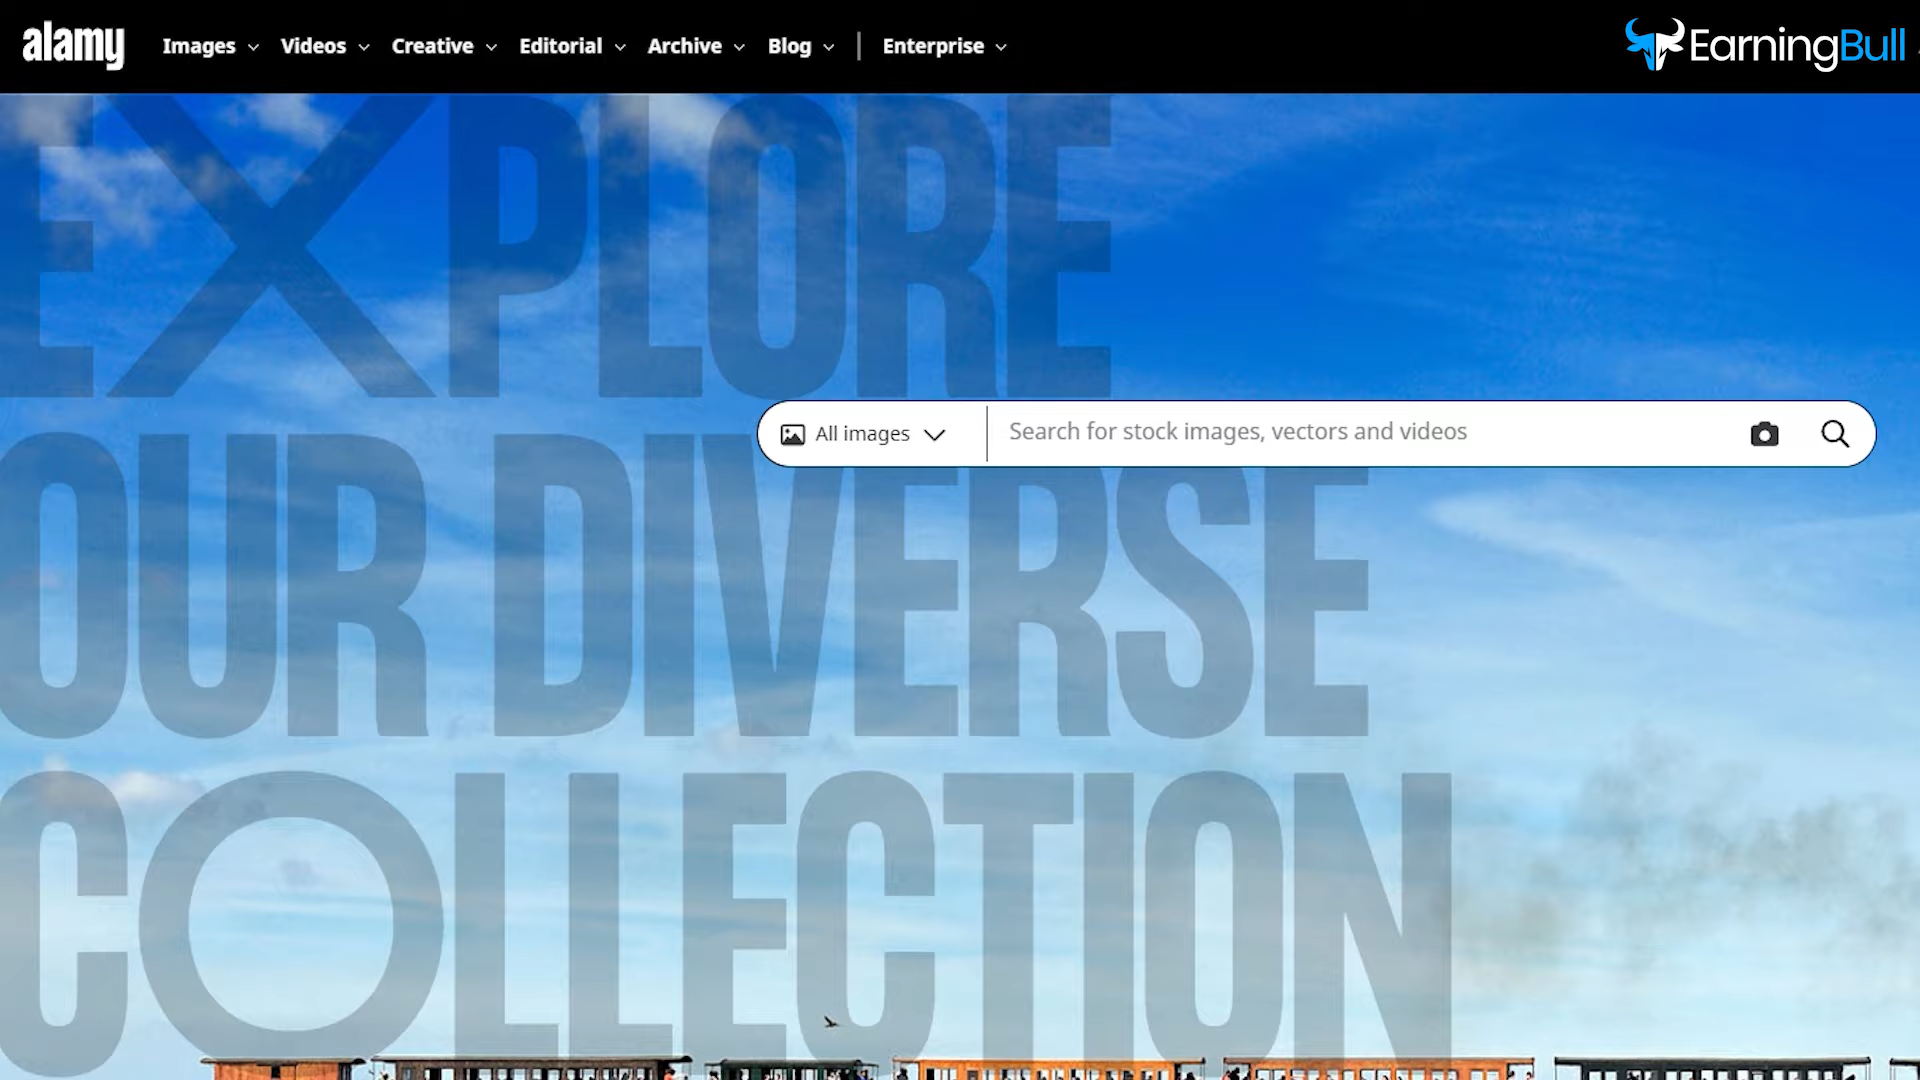 alamy Images Videos Creative Editorial Archive Blog | Enterprise EarningBull
EXPLORE
All images Search for stock images, vectors and videos
OUR DIVERSE
COLLECTION